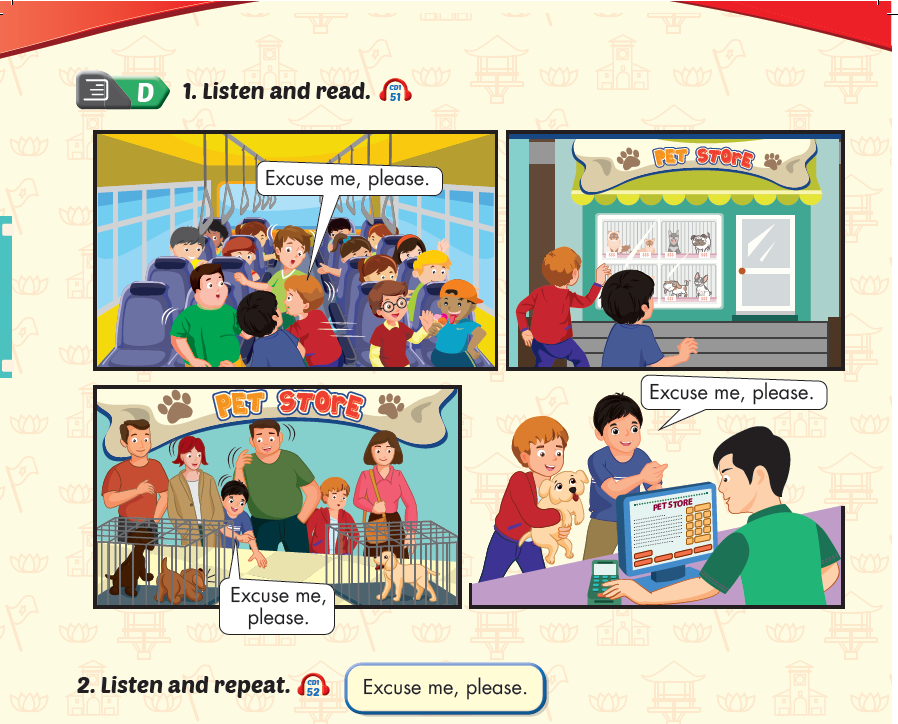 D 1. Listen and read. CD1 51
Excuse me, please.
PET STORE
PET STORE
Excuse me,
please.
Excuse me, please.
PET STORE
2. Listen and repeat. CD1 52
Excuse me, please.